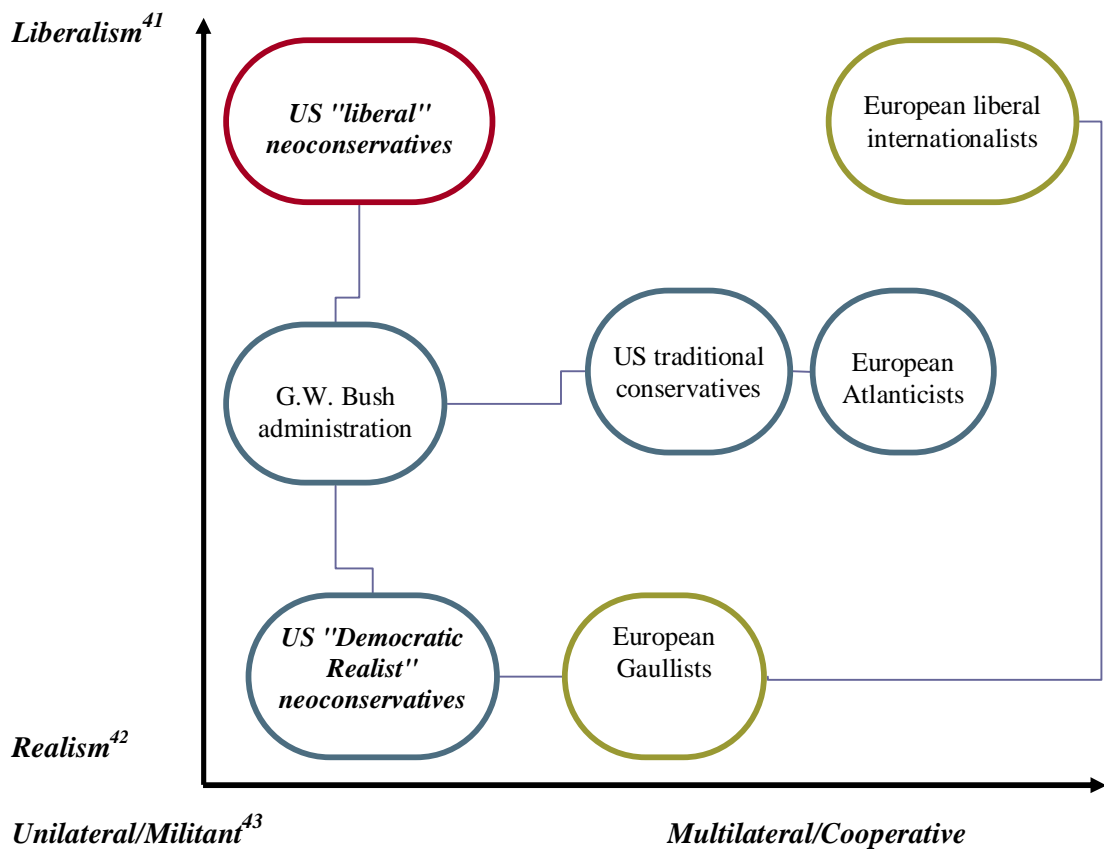 Liberalism41
US "liberal"
neoconservatives
European liberal
internationalists
US traditional
conservatives
European
Atlanticists
G.W. Bush
administration
US "Democratic
Realist"
neoconservatives
European
Gaullists
Realism42
Unilateral/Militant43
Multilateral/Cooperative